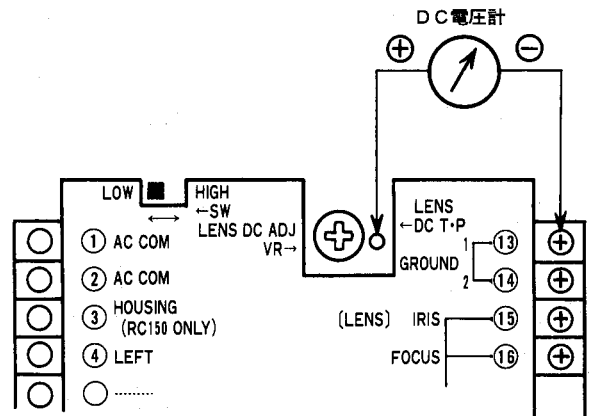 DC電圧計
⊕ ⊖
LOW HIGH
←SW
LENS DC ADJ
VR→
LENS
←DC T・P
① AC COM
② AC COM
③ HOUSING
(RC150 ONLY)
④ LEFT
GROUND
1 ⑬
2 ⑭
(LENS) IRIS ⑮
FOCUS ⑯